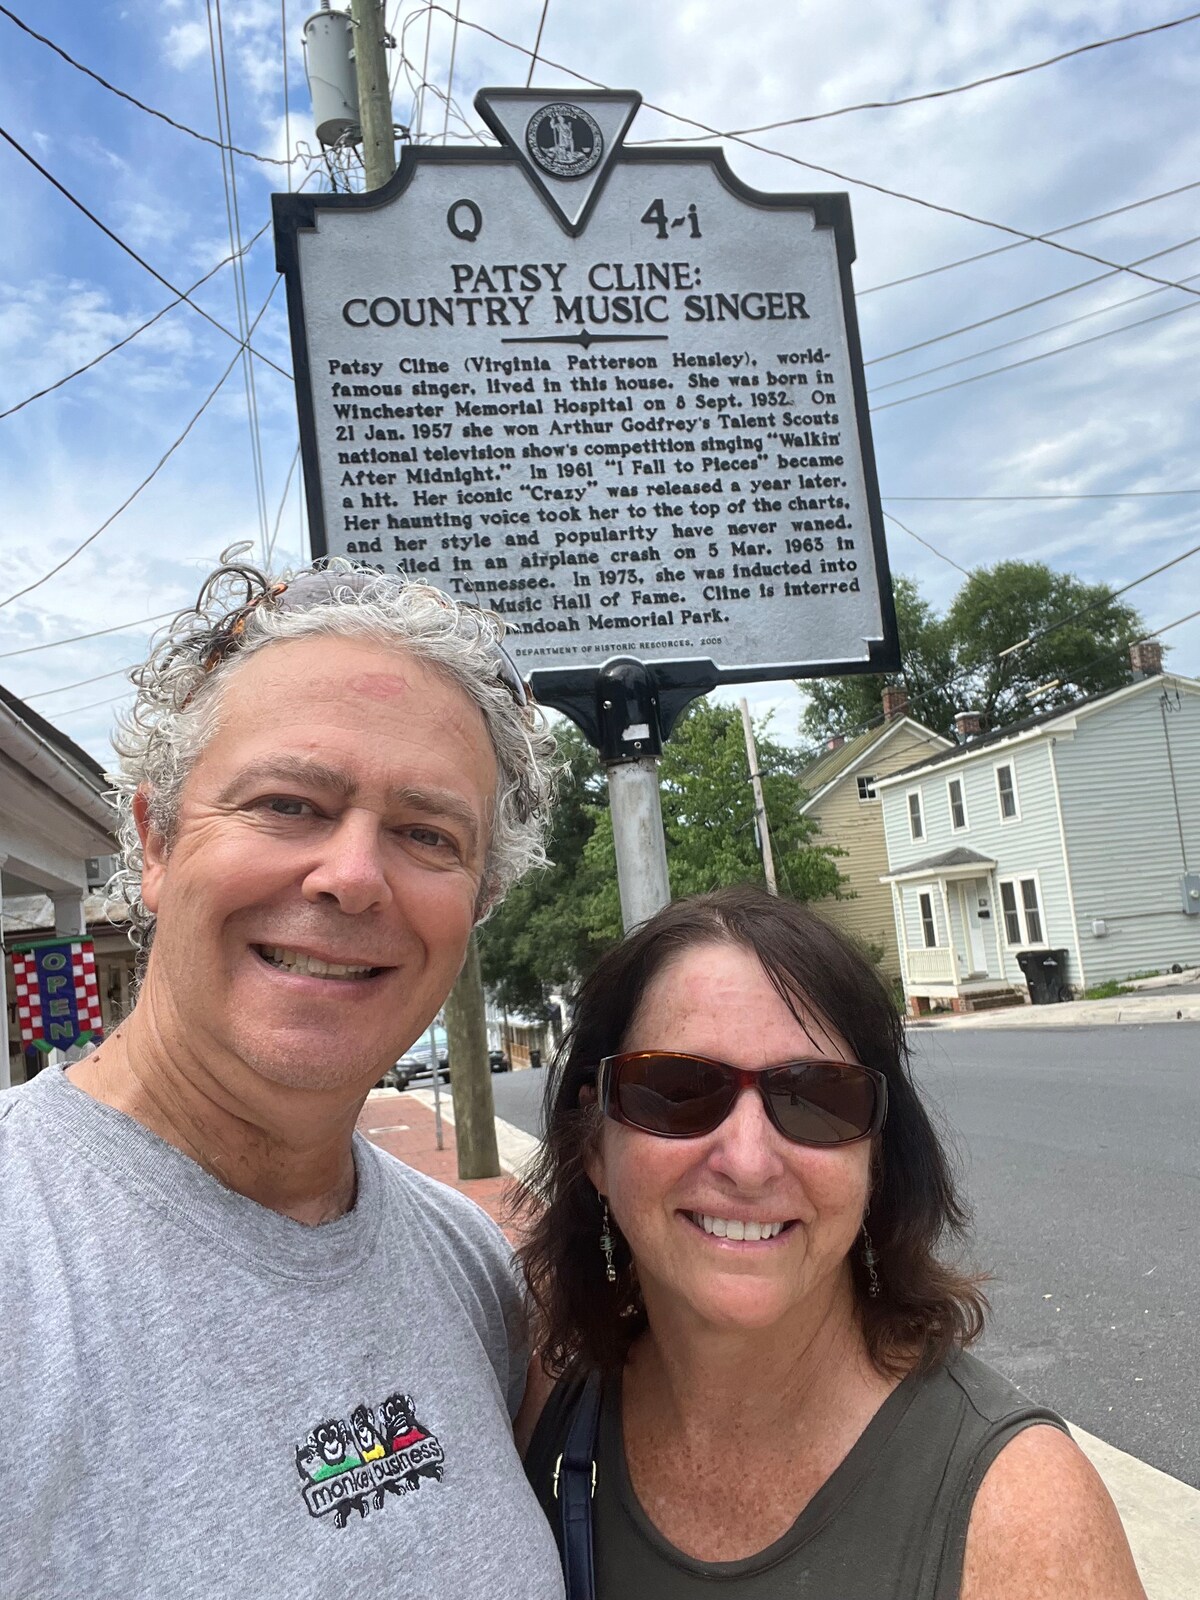 Q 4-i
PATSY CLINE:
COUNTRY MUSIC SINGER
Patsy Cline (Virginia Patterson Hensley), world-
famous singer, lived in this house. She was born in
Winchester Memorial Hospital on 8 Sept. 1932. On
21 Jan. 1957 she won Arthur Godfrey's Talent Scouts
national television show's competition singing "Walkin'
After Midnight." In 1961 "I Fall to Pieces" became
a hit. Her iconic "Crazy" was released a year later.
Her haunting voice took her to the top of the charts,
and her style and popularity have never waned.
died in an airplane crash on 5 Mar. 1963 in
Tennessee. In 1973, she was inducted into
Music Hall of Fame. Cline is interred
andoah Memorial Park.
DEPARTMENT OF HISTORIC RESOURCES, 2005
OPEN
monkey business